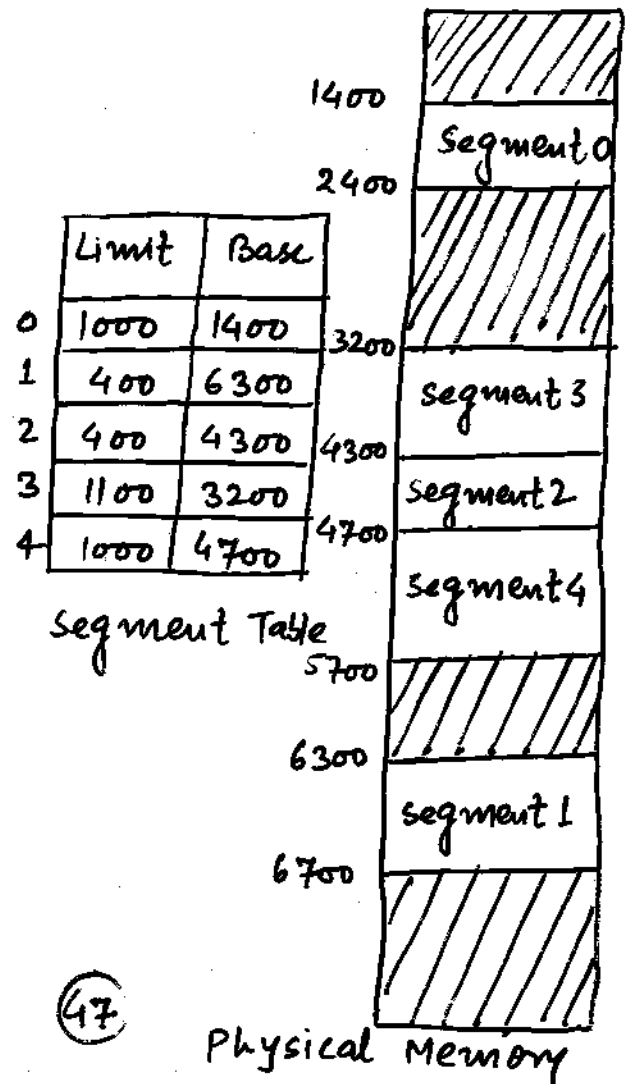 1400
Segment 0
2400
Limit Base
0 1000 1400
1 400 6300
2 400 4300
3 1100 3200
4 1000 4700
Segment Table
3200
Segment 3
4300
Segment 2
4700
Segment 4
5700
6300
Segment 1
6700
47
Physical Memory